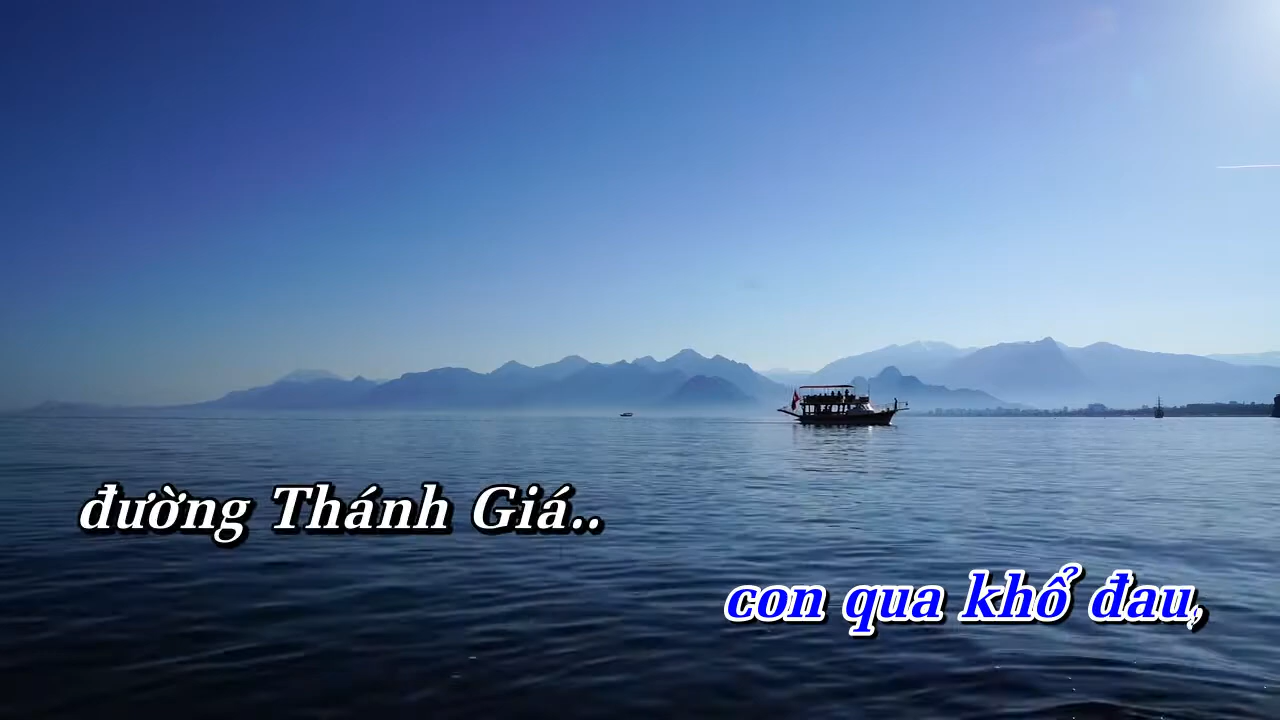 đường Thánh Giá..
con qua khổ đau,